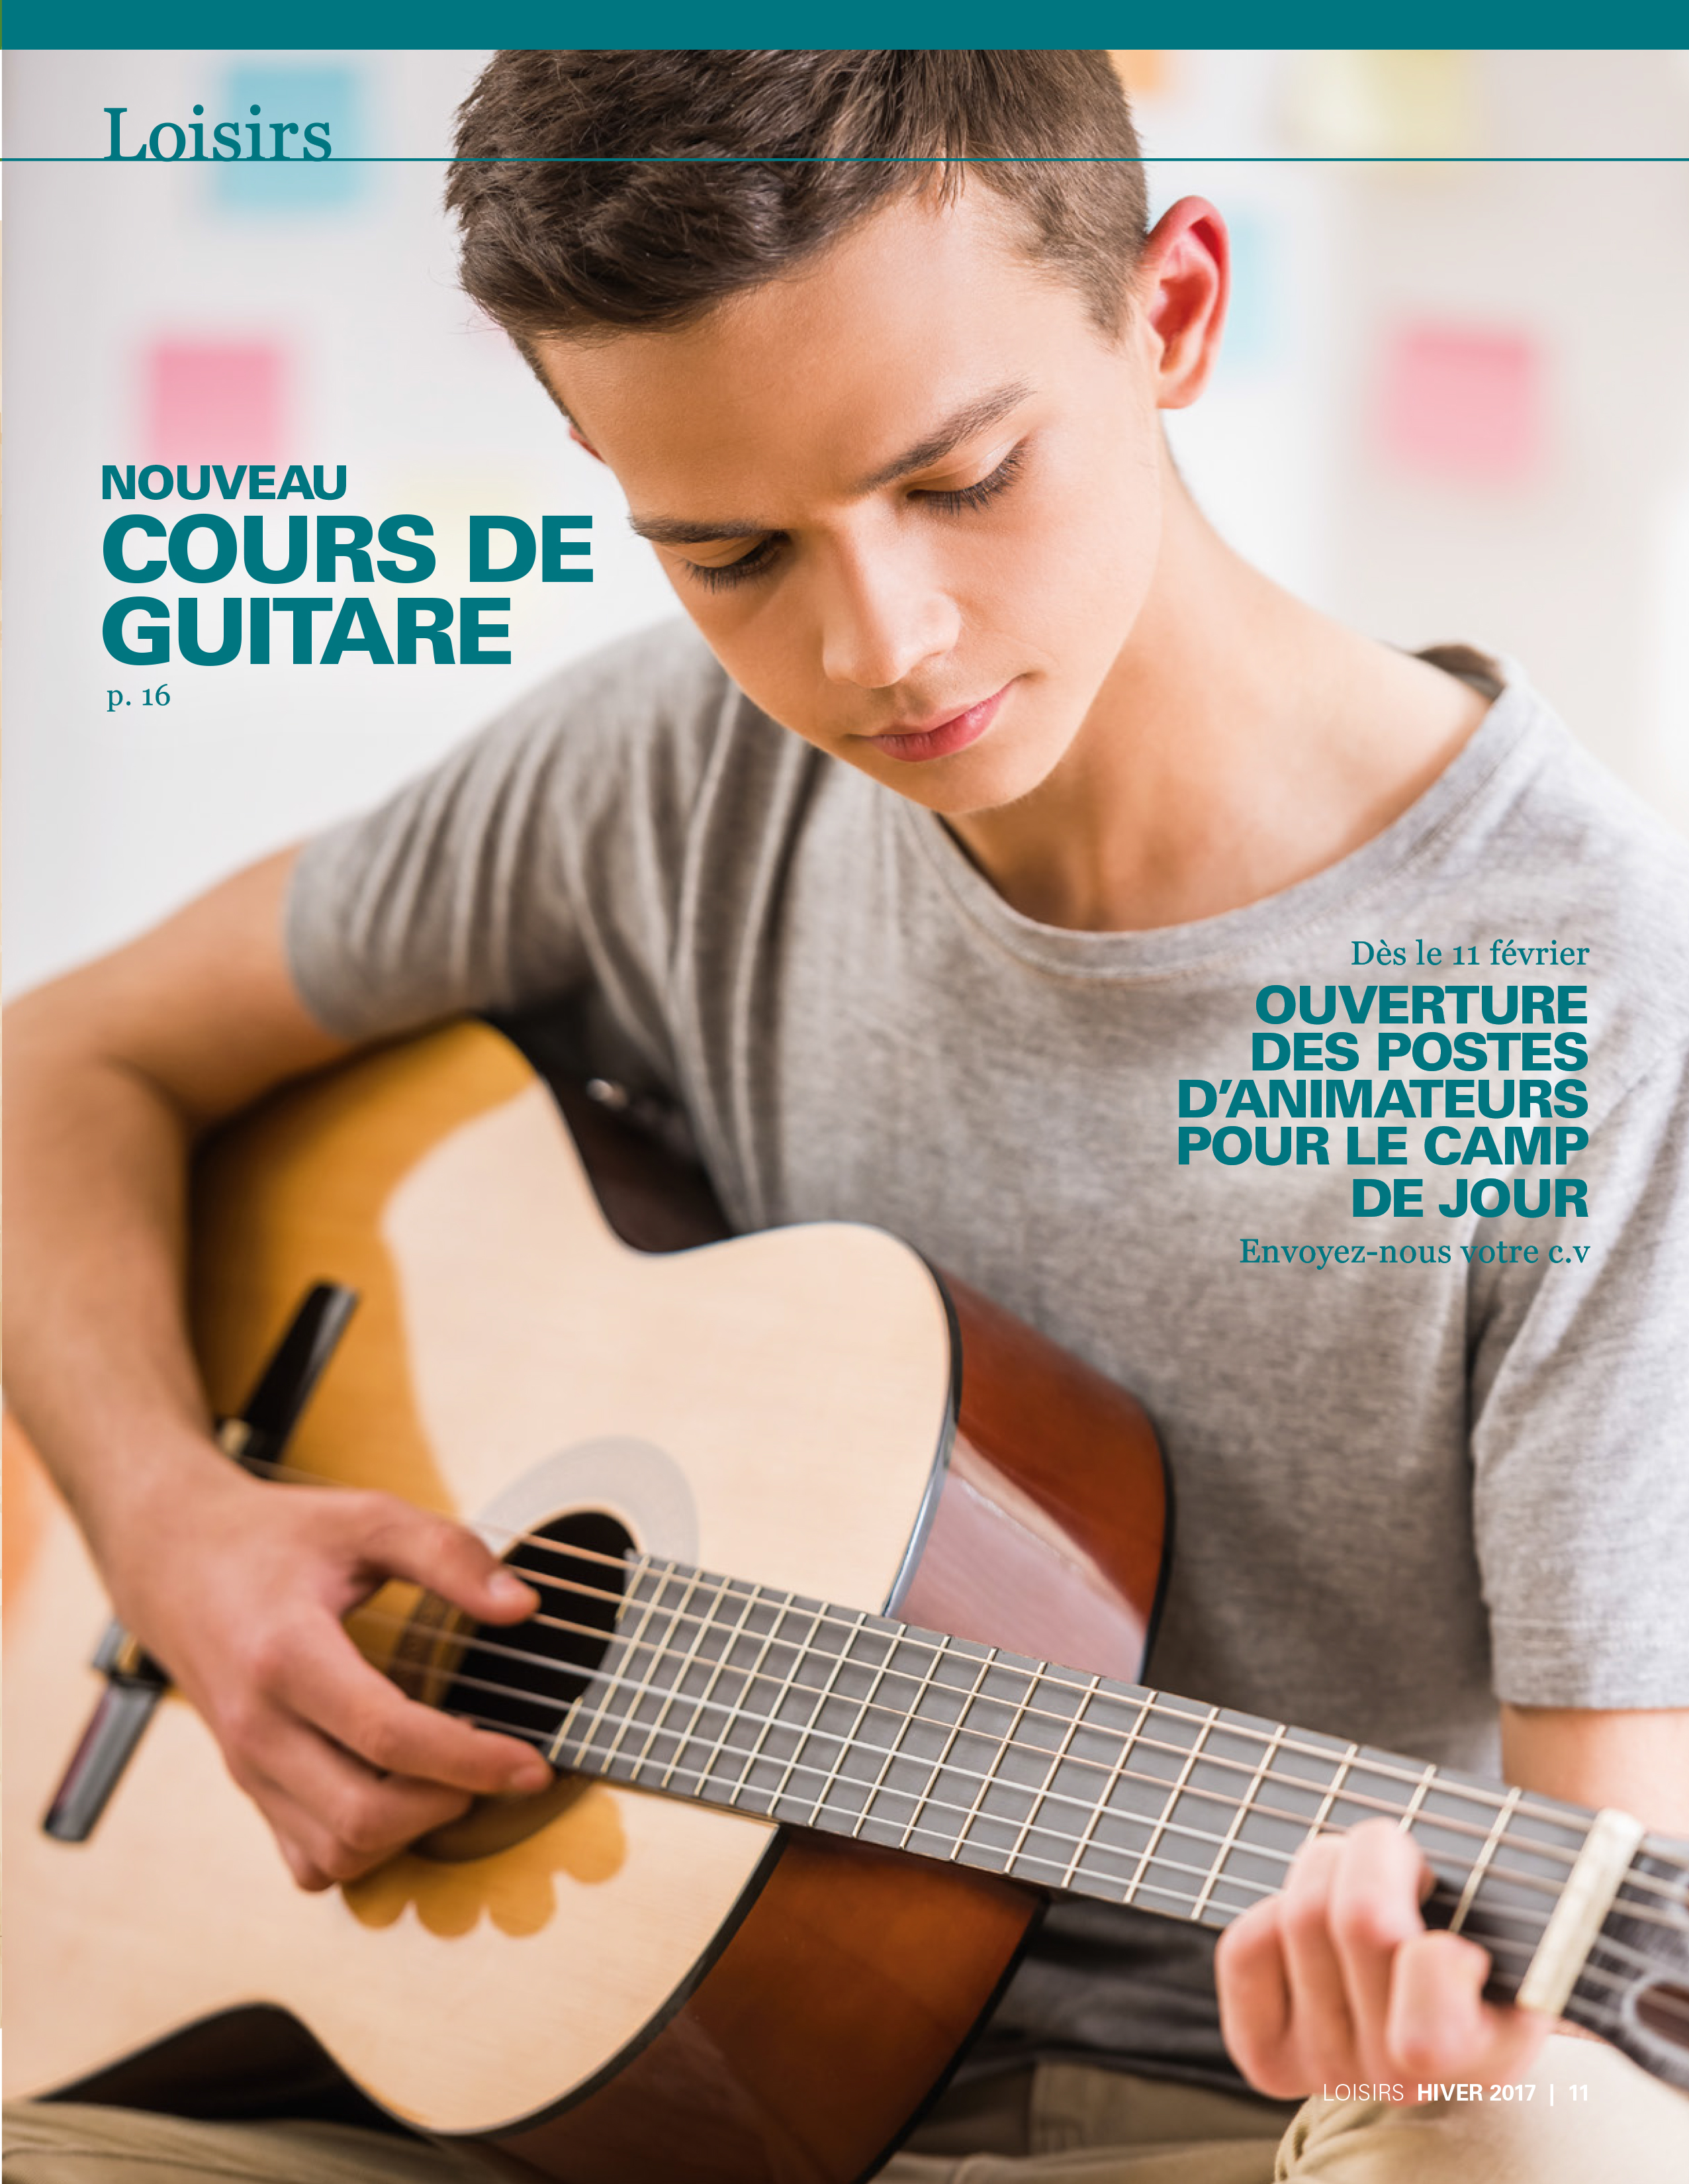 Loisirs
NOUVEAU
COURS DE
GUITARE
p. 16
Dès le 11 février
OUVERTURE
DES POSTES
D’ANIMATEURS
POUR LE CAMP
DE JOUR
Envoyez-nous votre c.v
LOISIRS HIVER 2017 | 11